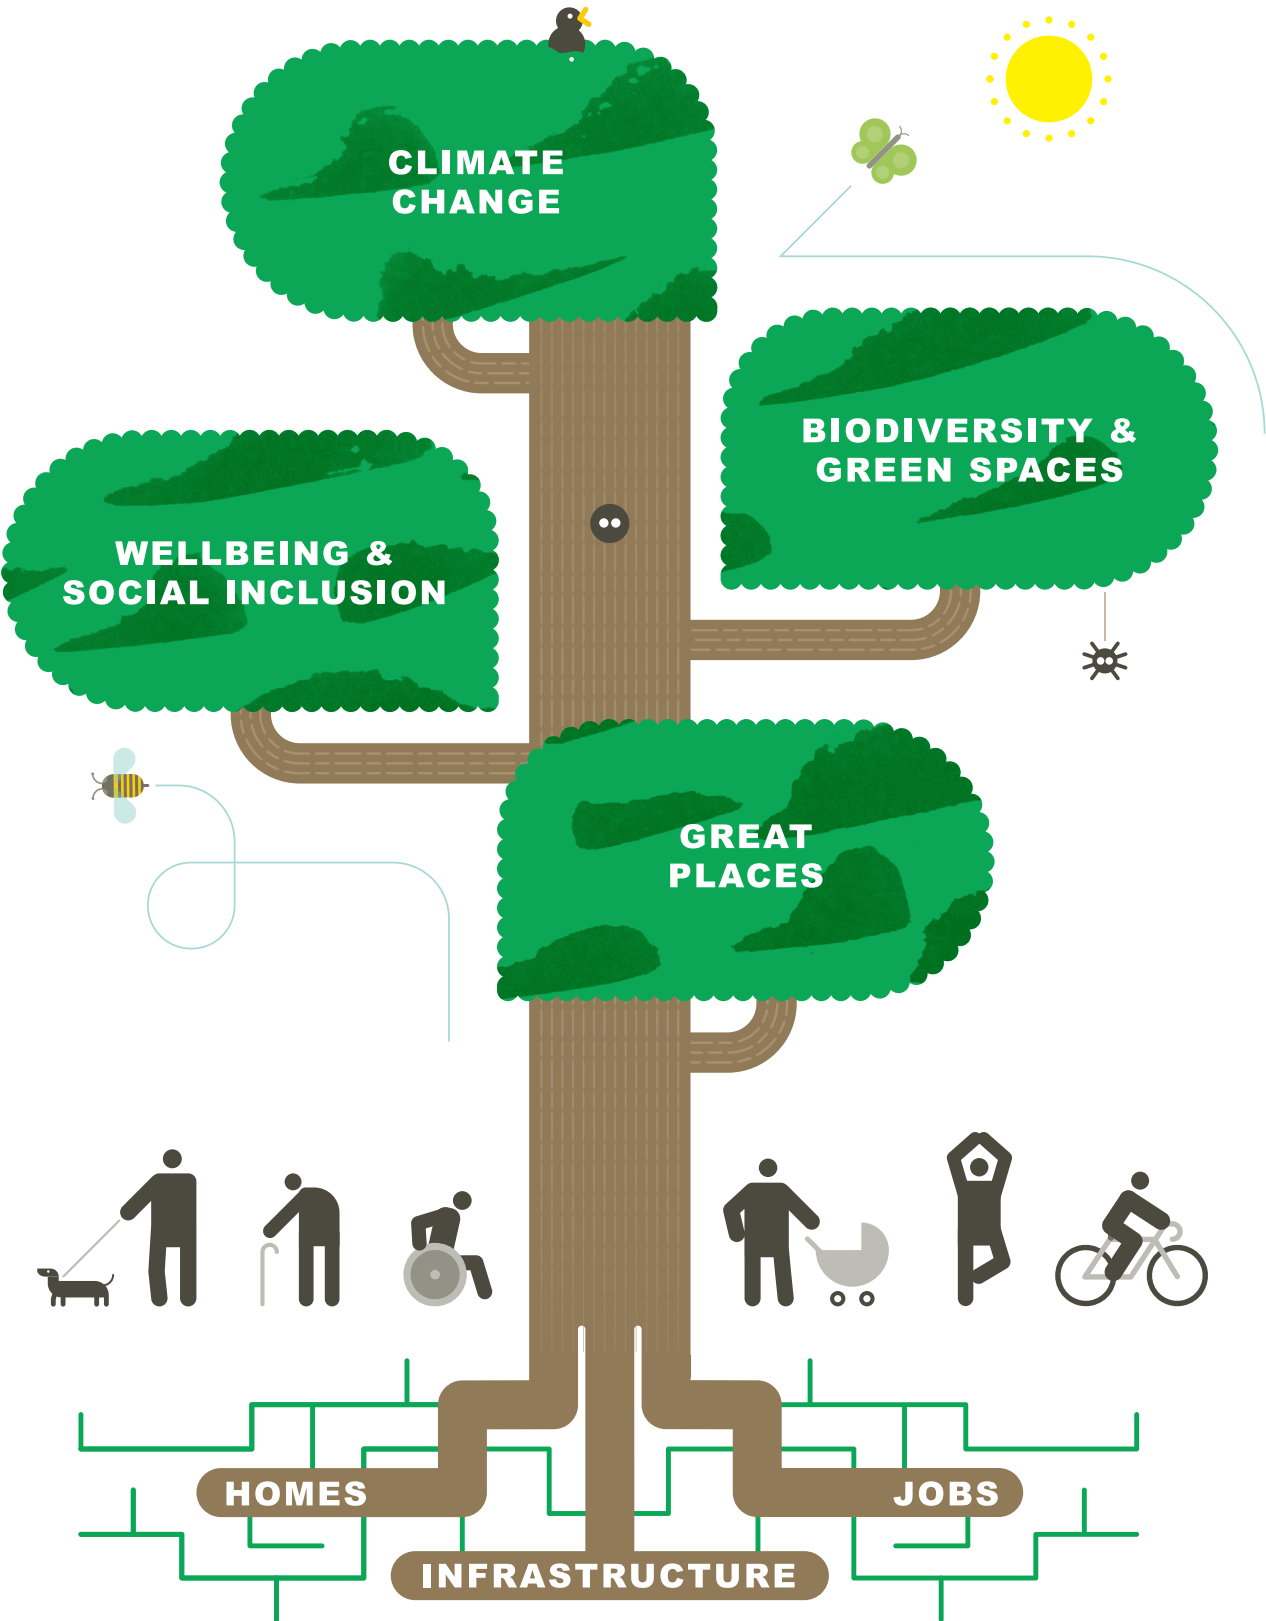 CLIMATE
CHANGE
BIODIVERSITY &
GREEN SPACES
WELLBEING &
SOCIAL INCLUSION
GREAT
PLACES
HOMES
JOBS
INFRASTRUCTURE